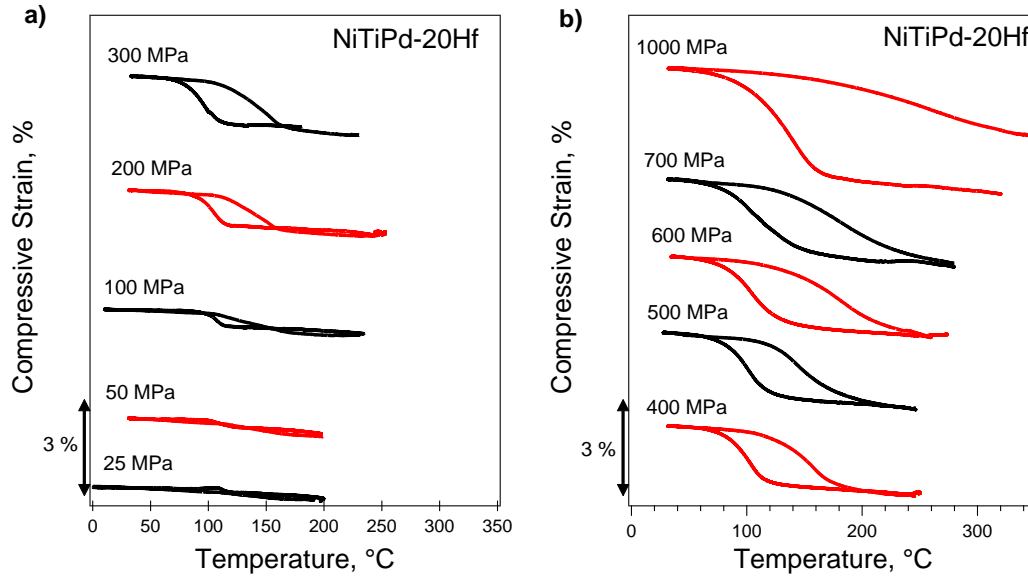 a)
NiTiPd-20Hf
300 MPa
200 MPa
100 MPa
50 MPa
25 MPa
3 %
Compressive Strain, %
0 50 100 150 200 250 300 350
Temperature, °C
b)
NiTiPd-20Hf
1000 MPa
700 MPa
600 MPa
500 MPa
400 MPa
3 %
Compressive Strain, %
0 100 200 300
Temperature, °C